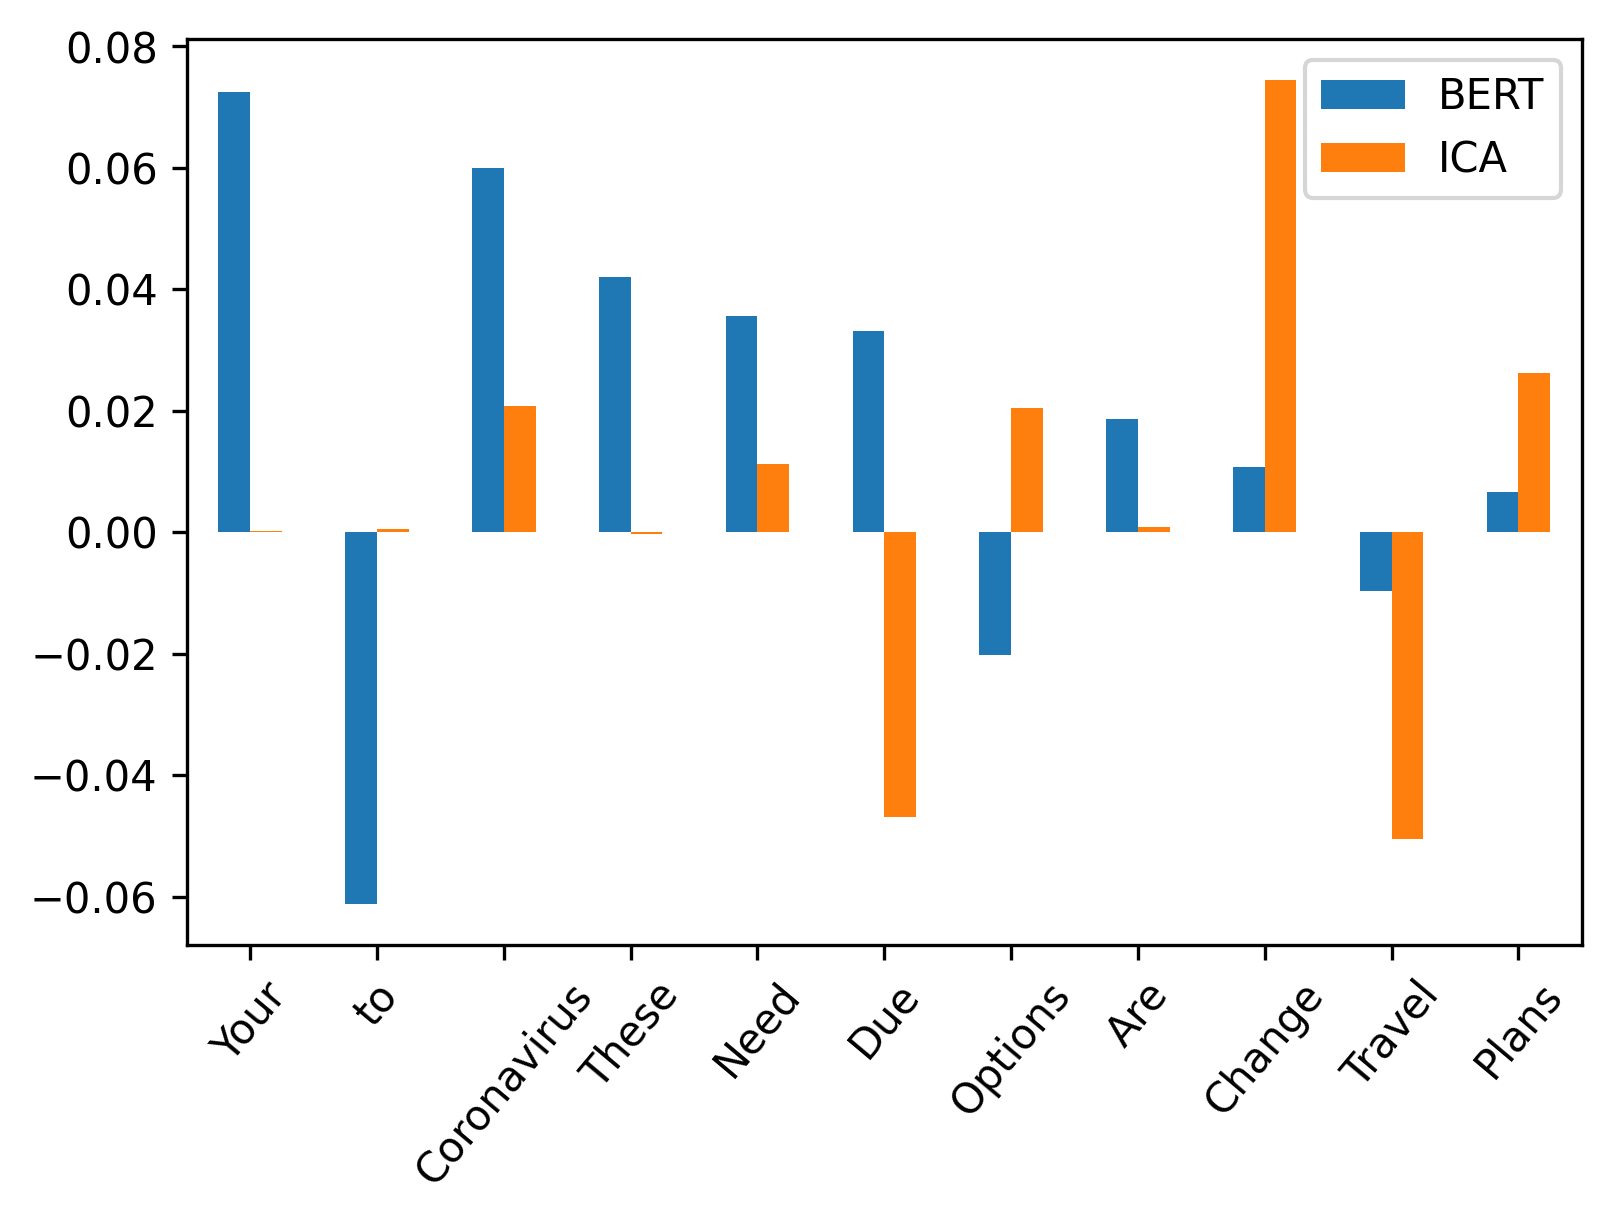 0.08
0.06
0.04
0.02
0.00
−0.02
−0.04
−0.06
BERT
ICA
Your
to
Coronavirus
These
Need
Due
Options
Are
Change
Travel
Plans